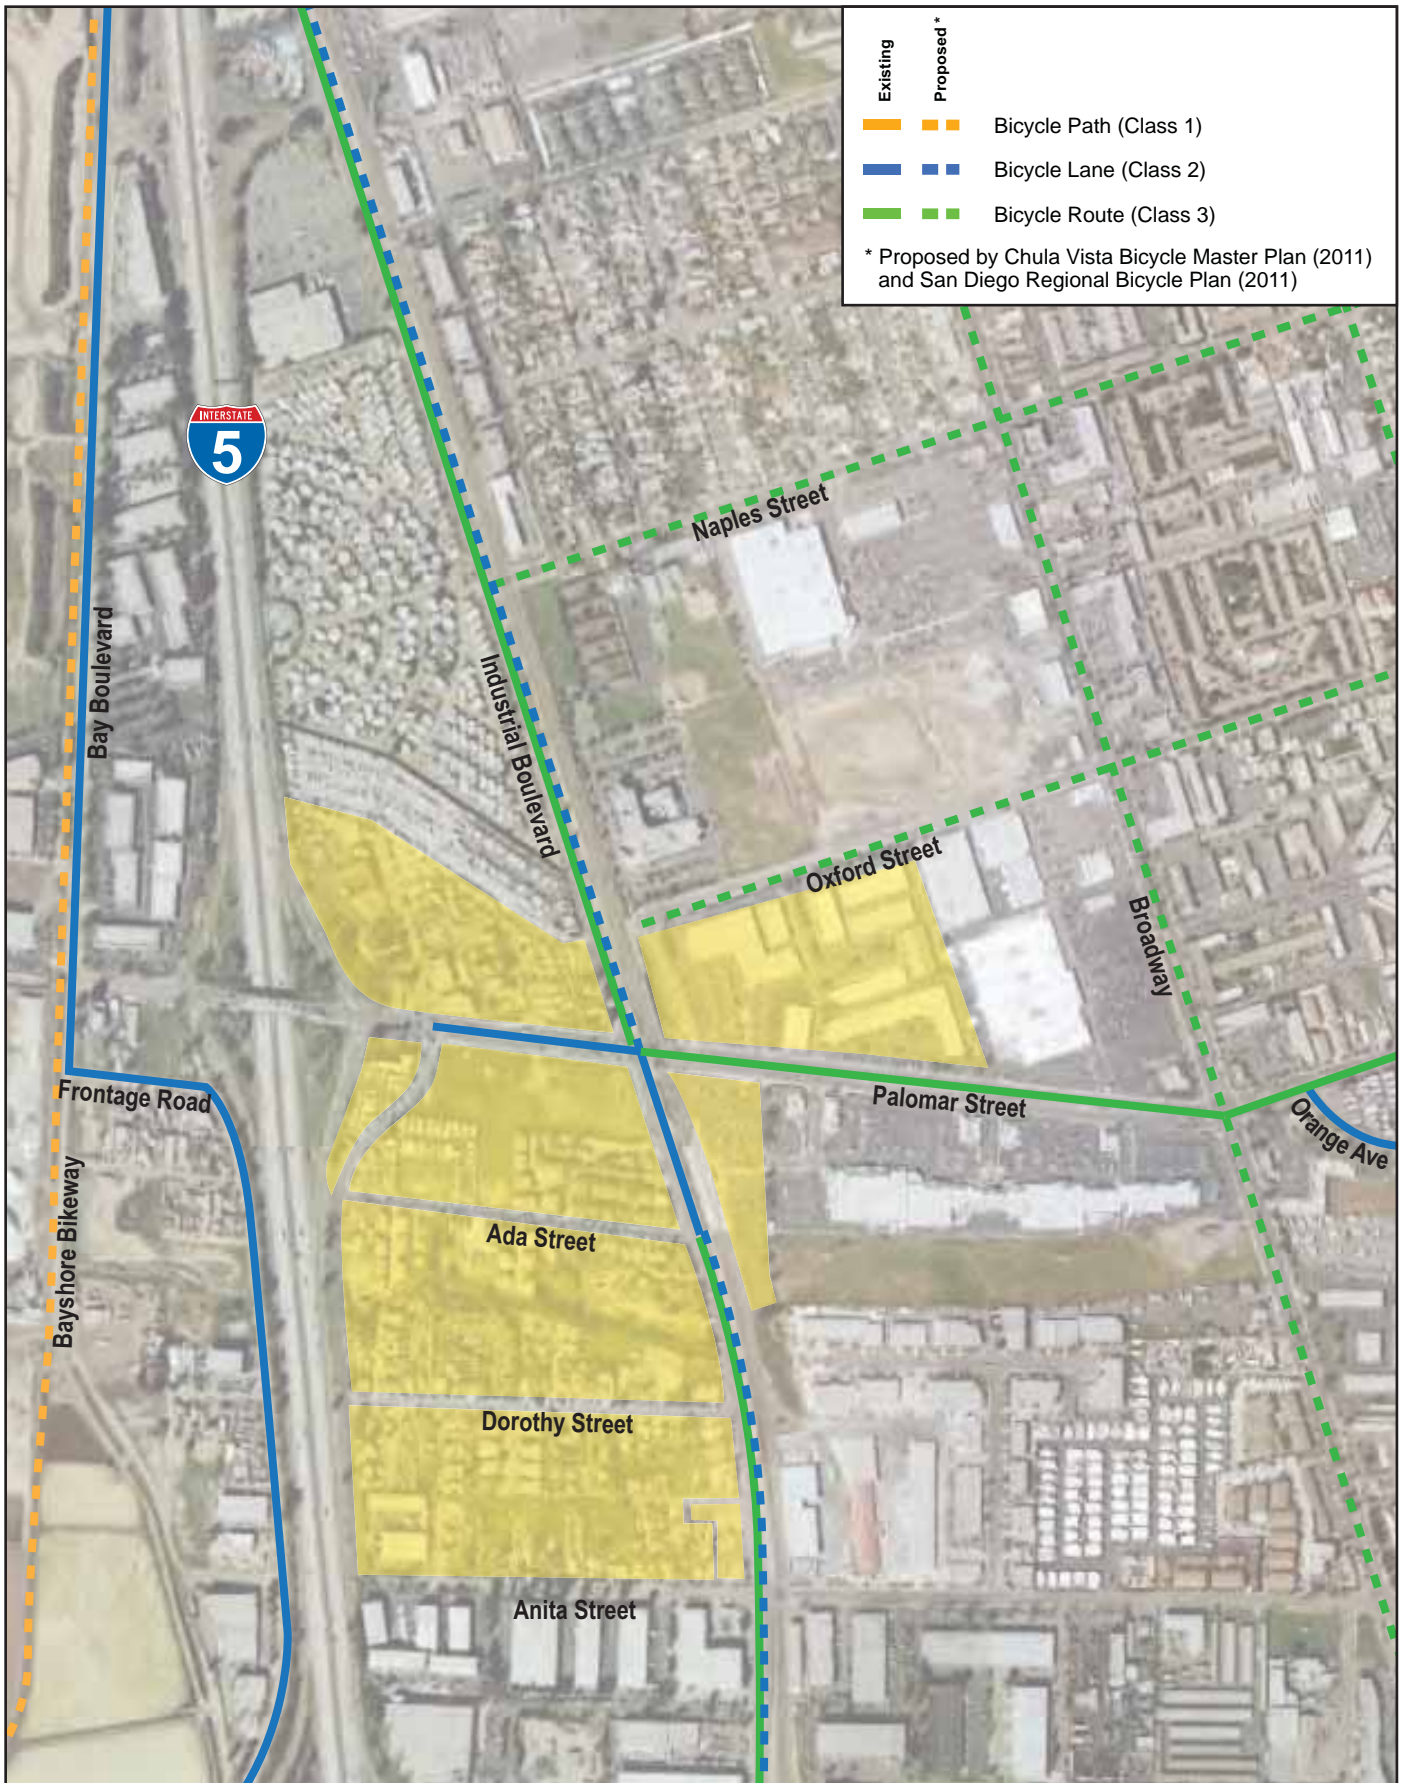 Existing
Proposed *
Bicycle Path (Class 1)
Bicycle Lane (Class 2)
Bicycle Route (Class 3)
* Proposed by Chula Vista Bicycle Master Plan (2011)
and San Diego Regional Bicycle Plan (2011)
INTERSTATE
5
Naples Street
Bay Boulevard
Industrial Boulevard
Oxford Street
Broadway
Frontage Road
Palomar Street
Orange Ave
Bayshore Bikeway
Ada Street
Dorothy Street
Anita Street